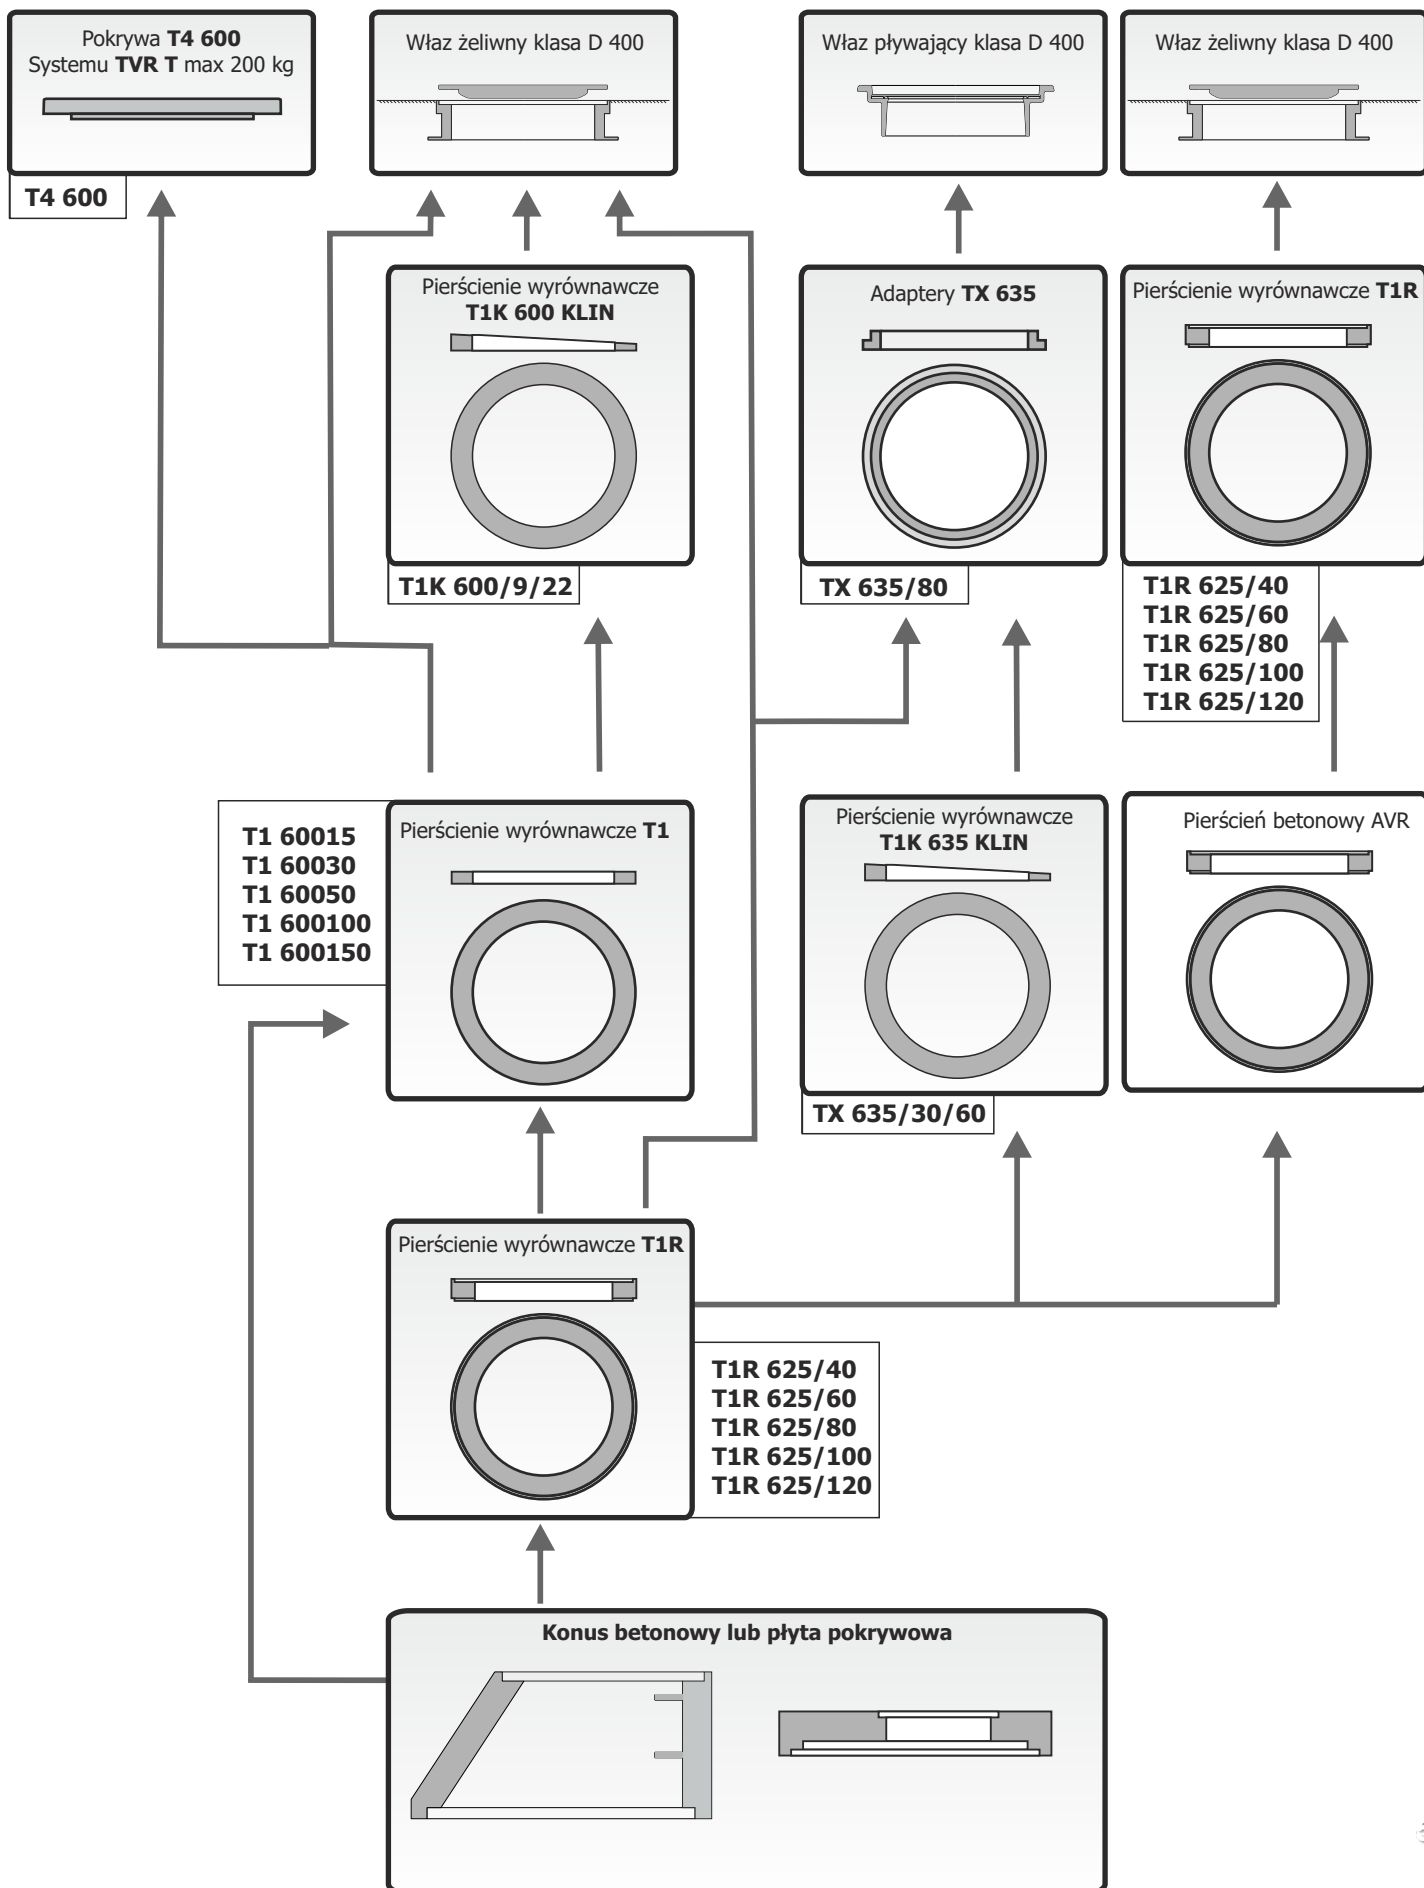 Pokrywa T4 600
Systemu TVR T max 200 kg
T4 600
Właz żeliwny klasa D 400
Właz pływający klasa D 400
Właz żeliwny klasa D 400
Pierścienie wyrównawcze
T1K 600 KLIN
T1K 600/9/22
Adaptery TX 635
TX 635/80
Pierścienie wyrównawcze T1R
T1R 625/40
T1R 625/60
T1R 625/80
T1R 625/100
T1R 625/120
T1 60015
T1 60030
T1 60050
T1 600100
T1 600150
Pierścienie wyrównawcze T1
Pierścienie wyrównawcze
T1K 635 KLIN
TX 635/30/60
Pierścień betonowy AVR
Pierścienie wyrównawcze T1R
T1R 625/40
T1R 625/60
T1R 625/80
T1R 625/100
T1R 625/120
Konus betonowy lub płyta pokrywowa